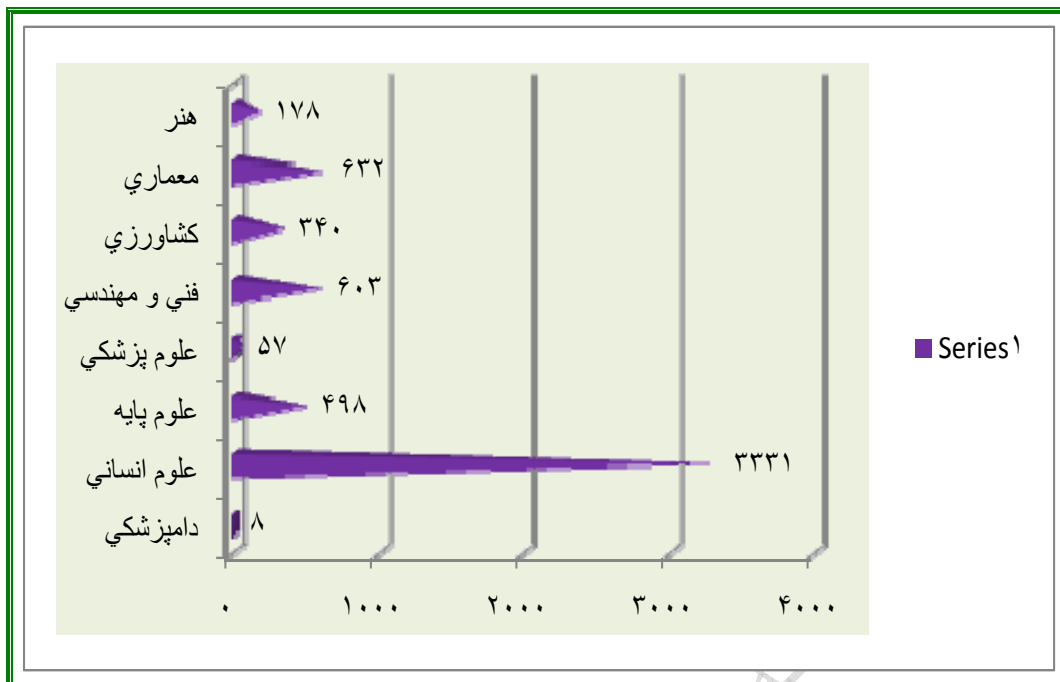 هنر ۱۷۸
معماري ۶۳۲
كشاورزي ۳۴۰
فني و مهندسي ۶۰۳
علوم پزشكي ۵۷
علوم پايه ۴۹۸
علوم انساني ۳۳۳۱
دامپزشكي ۸
۰ ۱۰۰۰ ۲۰۰۰ ۳۰۰۰ ۴۰۰۰
Series۱